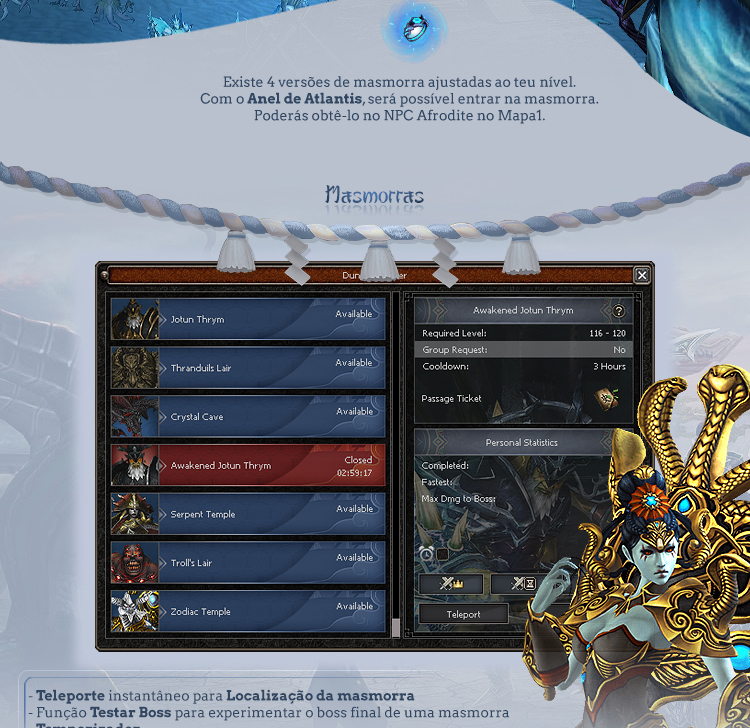 Existe 4 versões de masmorra ajustadas ao teu nível.
Com o Anel de Atlantis, será possível entrar na masmorra.
Poderás obtê-lo no NPC Afrodite no Mapa1.
Masmorras
Jotun Thrym
Available
Thranduils Lair
Available
Crystal Cave
Available
Awakened Jotun Thrym
Closed
02:59:17
Serpent Temple
Available
Troll's Lair
Available
Zodiac Temple
Available
Awakened Jotun Thrym
?
Required Level: 116 - 120
Group Request: No
Cooldown: 3 Hours
Passage Ticket
Personal Statistics
Completed:
Fastest:
Max Dmg to Boss:
Teleport
- Teleporte instantâneo para Localização da masmorra
- Função Testar Boss para experimentar o boss final de uma masmorra